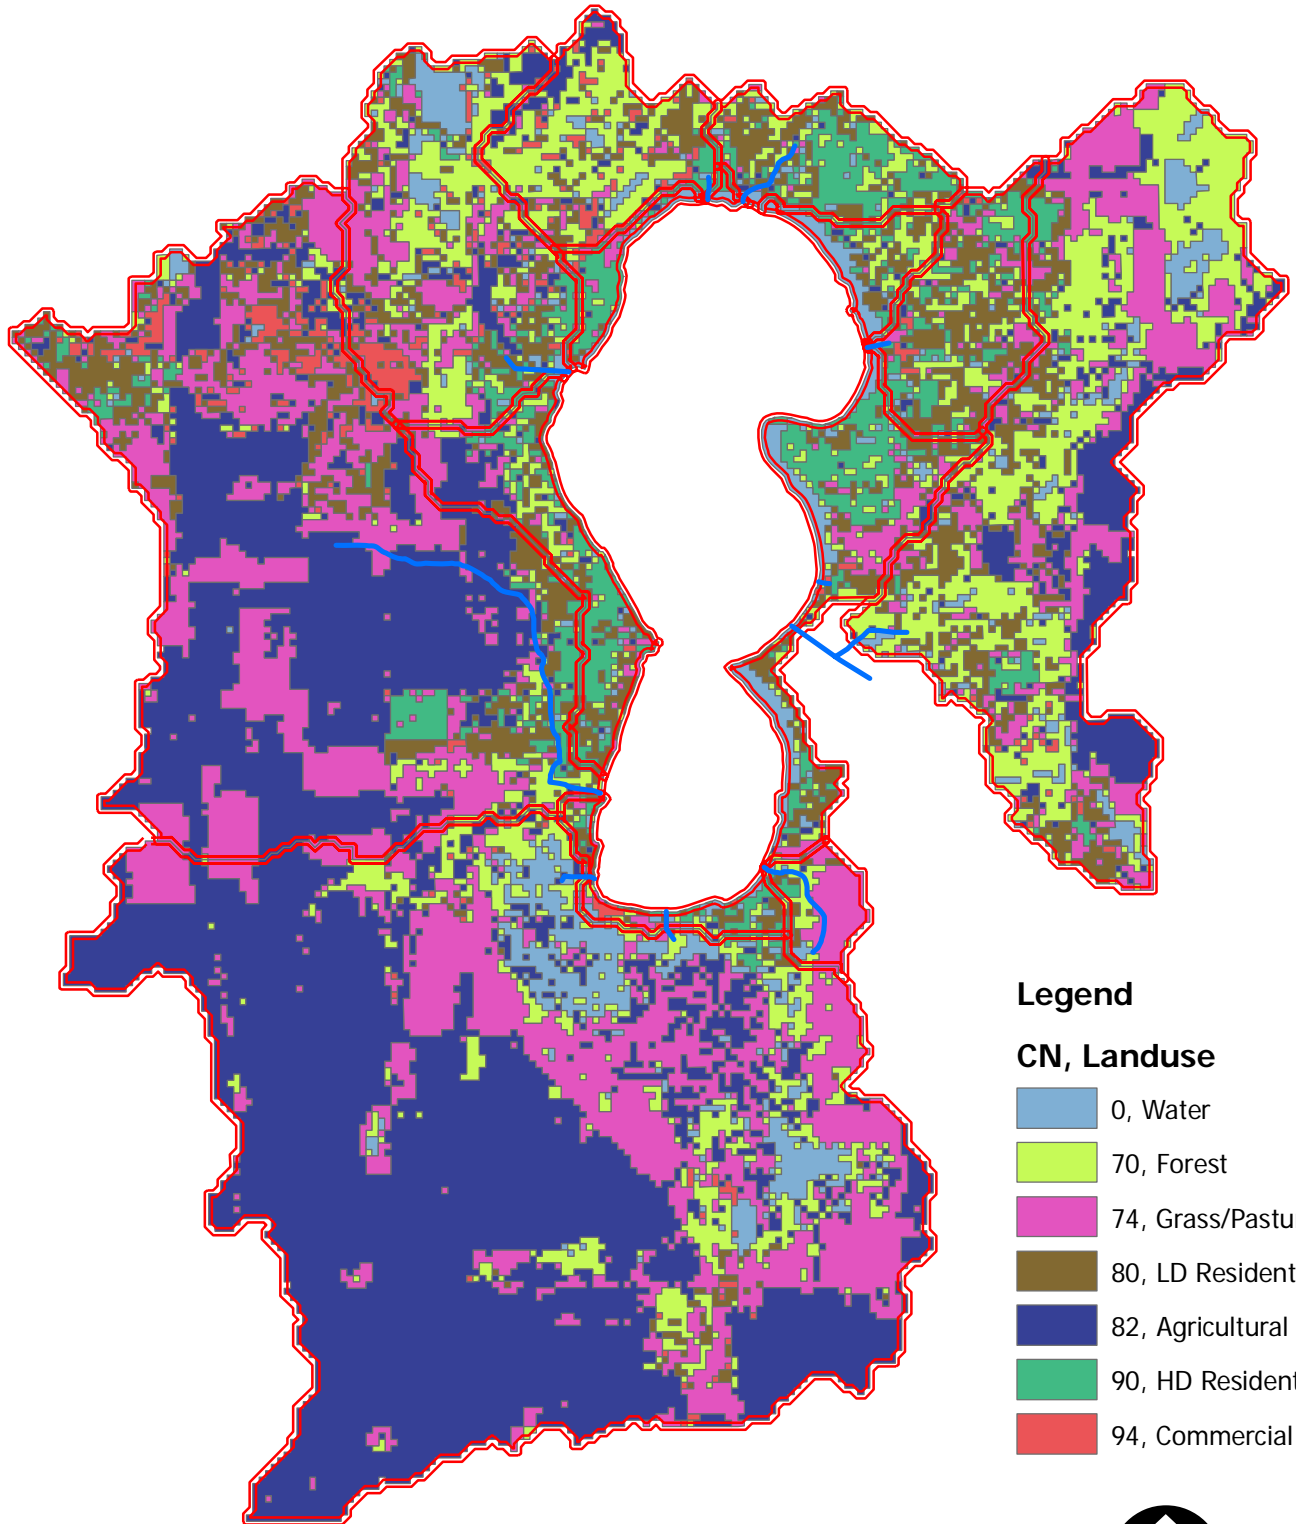 Legend
CN, Landuse
0, Water
70, Forest
74, Grass/Pastu
80, LD Resident
82, Agricultural
90, HD Resident
94, Commercial